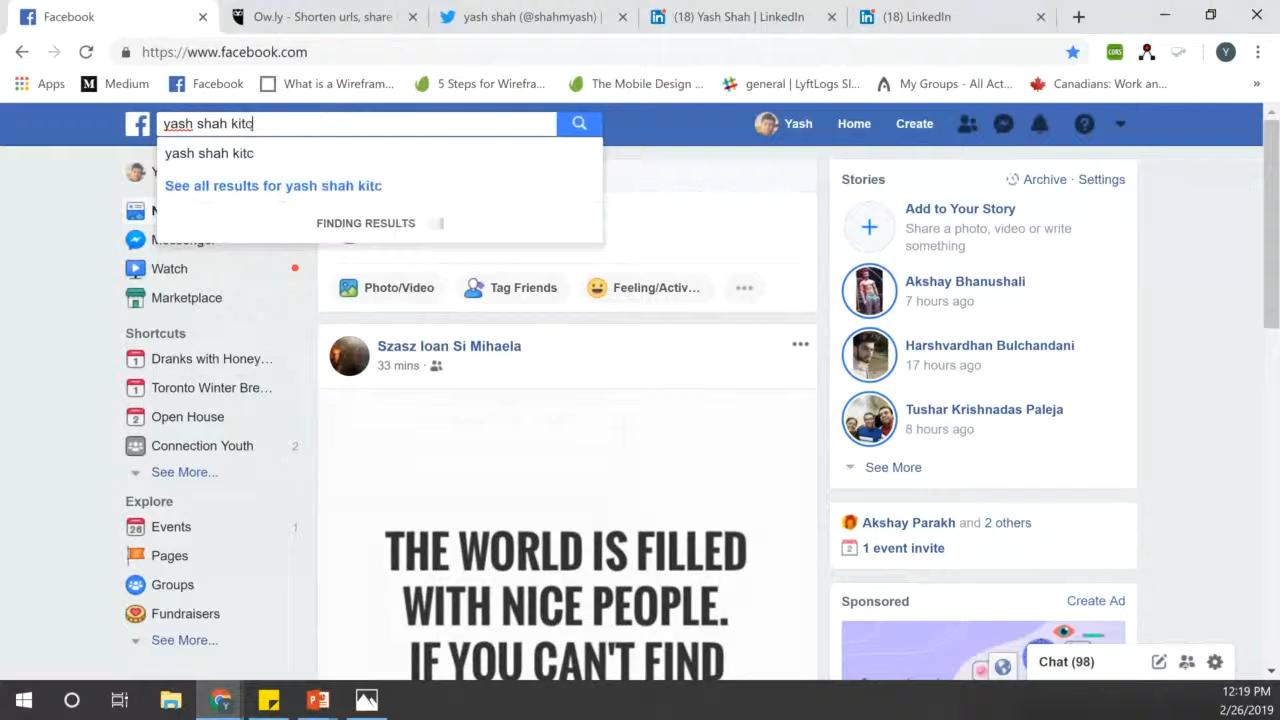 Facebook
Ow.ly - Shorten urls, share
yash shah (@shahmyash) |
(18) Yash Shah | LinkedIn
(18) LinkedIn
https://www.facebook.com
CORS
Y
Apps
Medium
Facebook
What is a Wirefram...
5 Steps for Wirefra...
The Mobile Design ...
general | LyftLogs Sl...
My Groups - All Act...
Canadians: Work an...
»
yash shah kitc
Yash
Home
Create
yash shah kitc
See all results for yash shah kitc
FINDING RESULTS
Watch
Marketplace
Shortcuts
Dranks with Honey...
Toronto Winter Bre...
Open House
Connection Youth 2
See More...
Explore
Events 1
Pages
Groups
Fundraisers
See More...
Photo/Video
Tag Friends
Feeling/Activ...
Szasz Ioan Si Mihaela
33 mins ·
THE WORLD IS FILLED
WITH NICE PEOPLE.
IF YOU CAN'T FIND
Stories
Archive · Settings
Add to Your Story
Share a photo, video or write
something
Akshay Bhanushali
7 hours ago
Harshvardhan Bulchandani
17 hours ago
Tushar Krishnadas Paleja
8 hours ago
See More
Akshay Parakh and 2 others
1 event invite
Sponsored
Create Ad
Chat (98)
12:19 PM
2/26/2019